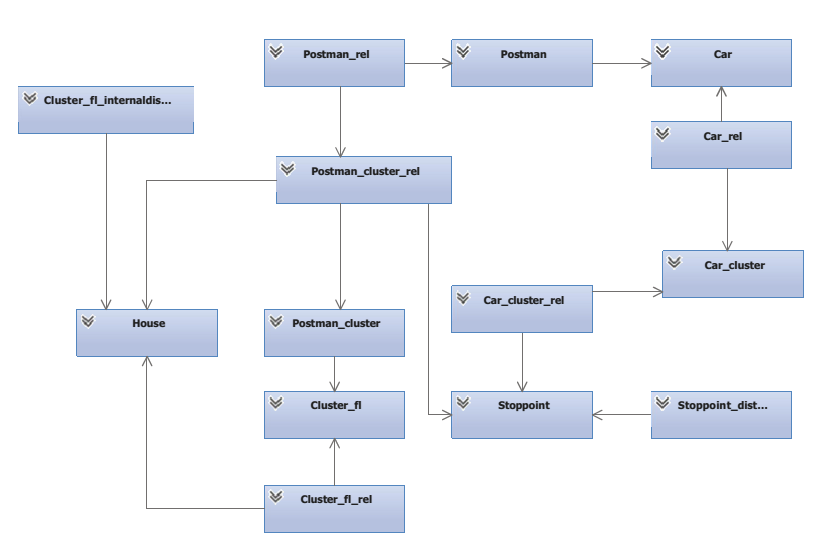 Postman_rel
Postman
Car
Cluster_fl_internaldis...
Car_rel
Postman_cluster_rel
Car_cluster
Car_cluster_rel
House
Postman_cluster
Cluster_fl
Stoppoint
Stoppoint_dist...
Cluster_fl_rel